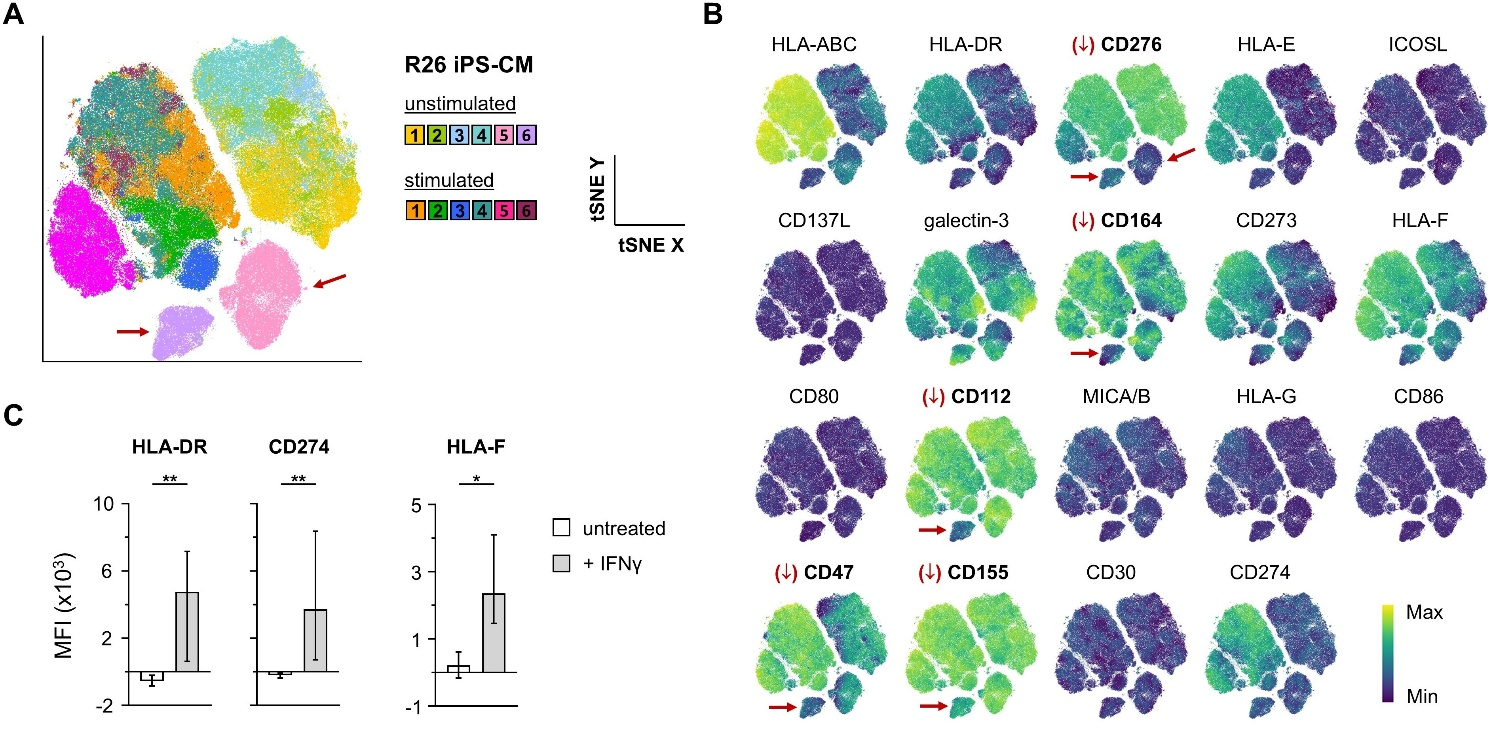 A
R26 iPS-CM
unstimulated
1 2 3 4 5 6
stimulated
1 2 3 4 5 6
tSNE Y
tSNE X
B
HLA-ABC HLA-DR (↓) CD276 HLA-E ICOSL
CD137L galectin-3 (↓) CD164 CD273 HLA-F
CD80 (↓) CD112 MICA/B HLA-G CD86
(↓) CD47 (↓) CD155 CD30 CD274
Max
Min
C
HLA-DR CD274 HLA-F
** ** *
MFI (x10³)
10
6
2
-2
5
3
1
-1
untreated
+ IFNγ